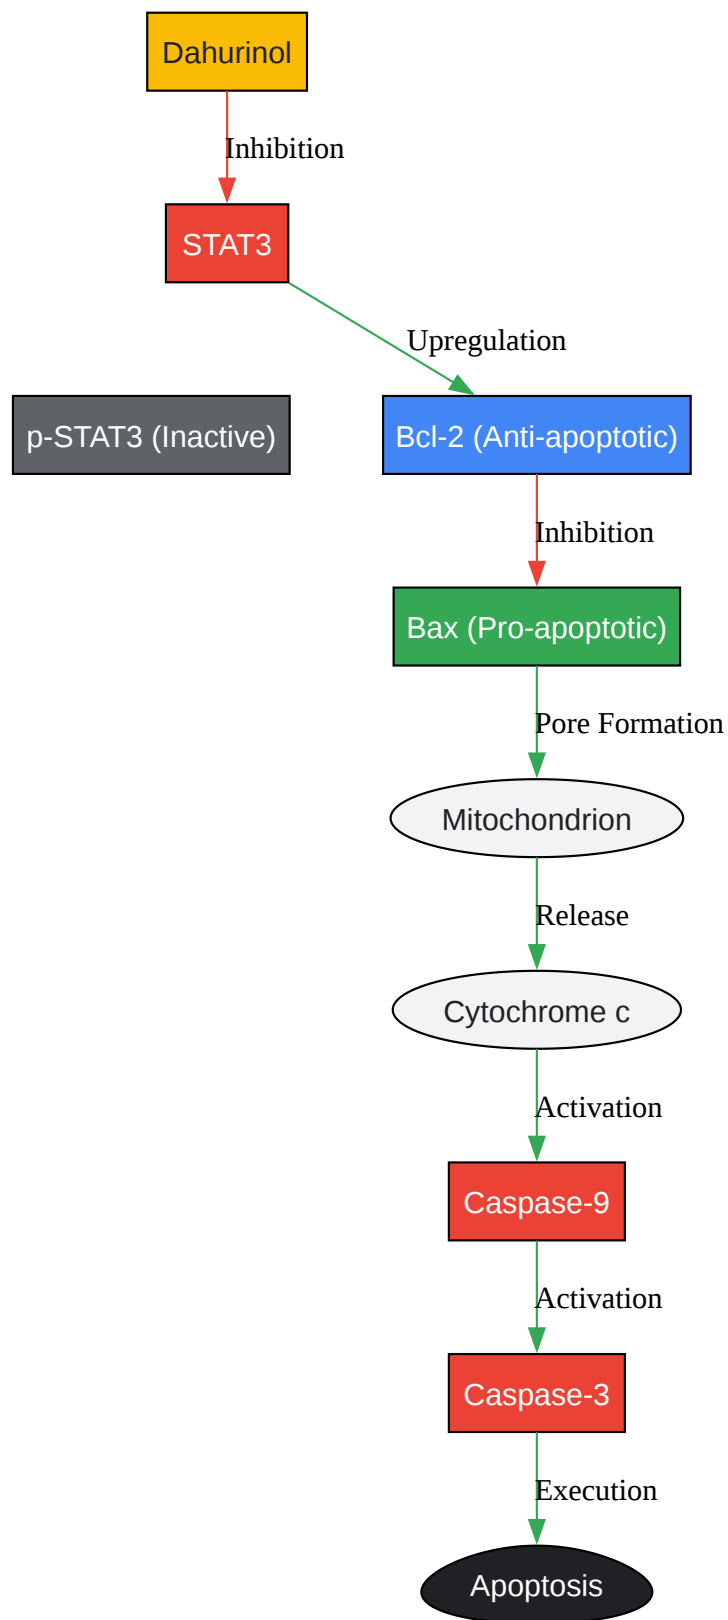 Dahurinol
Inhibition
STAT3
Upregulation
p-STAT3 (Inactive)
Bcl-2 (Anti-apoptotic)
Inhibition
Bax (Pro-apoptotic)
Pore Formation
Mitochondrion
Release
Cytochrome c
Activation
Caspase-9
Activation
Caspase-3
Execution
Apoptosis